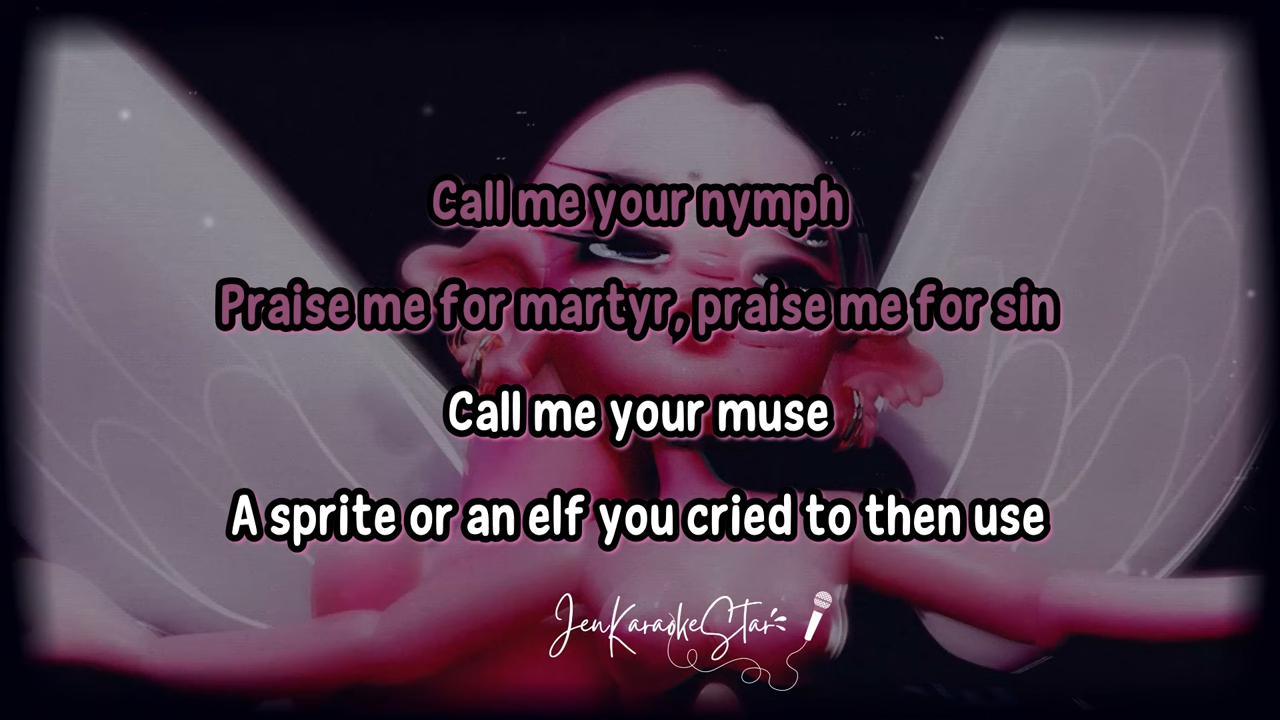 Call me your nymph
Praise me for martyr, praise me for sin
Call me your muse
A sprite or an elf you cried to then use
JenKaraokeStar